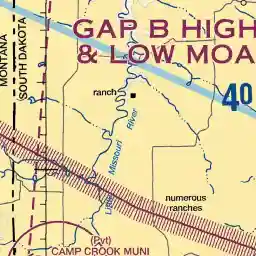 GAP B HIGH
& LOW MOA
MONTANA
SOUTH DAKOTA
ranch
40
Little Missouri River
numerous
ranches
(Pvt)
CAMP CROOK MUNI